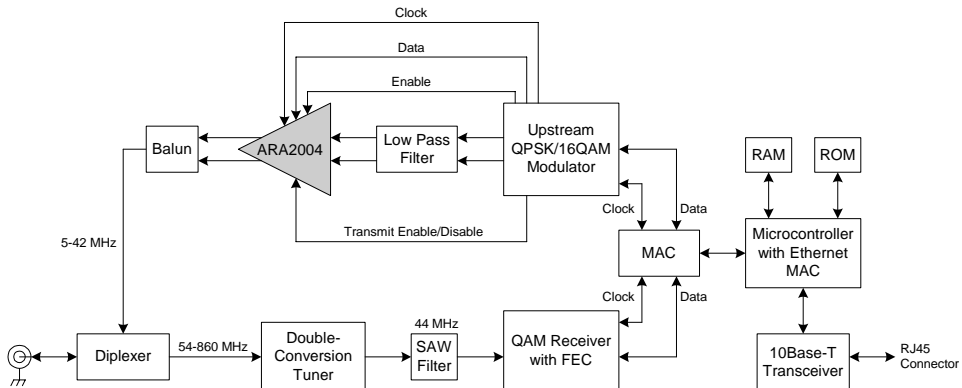 Clock
Data
Enable
Balun
ARA2004
Low Pass
Filter
Upstream
QPSK/16QAM
Modulator
RAM
ROM
Transmit Enable/Disable
Clock
Data
5-42 MHz
MAC
Microcontroller
with Ethernet
MAC
Clock
Data
Diplexer
54-860 MHz
Double-
Conversion
Tuner
44 MHz
SAW
Filter
QAM Receiver
with FEC
10Base-T
Transceiver
RJ45
Connector